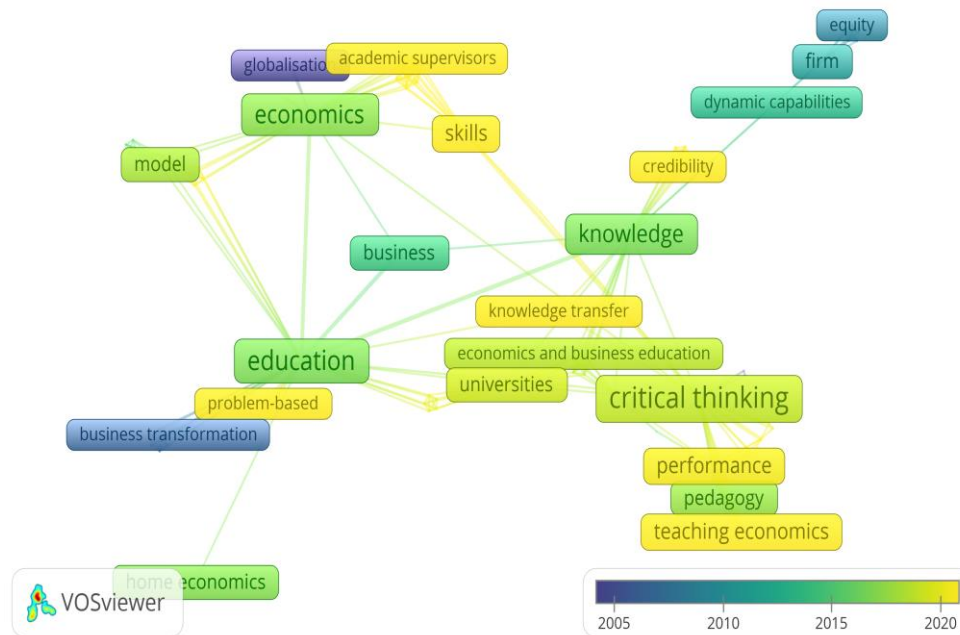 equity
globalisation
academic supervisors
firm
dynamic capabilities
economics
skills
model
credibility
knowledge
business
knowledge transfer
economics and business education
education
universities
critical thinking
problem-based
business transformation
performance
pedagogy
teaching economics
home economics
VOSviewer
2005
2010
2015
2020